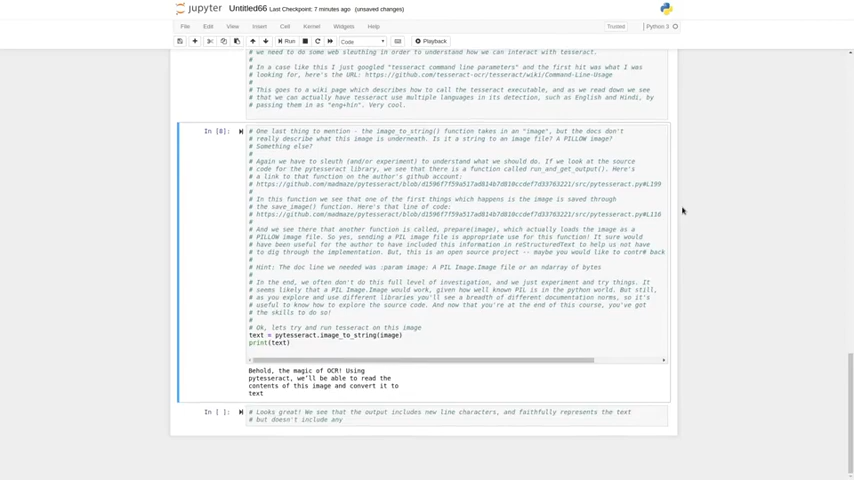 jupyter Untitled66 Last Checkpoint: 7 minutes ago (unsaved changes)
File Edit View Insert Cell Kernel Widgets Help Trusted Python 3
Run Code Playback
# we need to do some web sleuthing in order to understand how we can interact with tesseract.
#
# In a case like this I just googled "tesseract command line parameters" and the first hit was what I was
# looking for, here's the URL: https://github.com/tesseract-ocr/tesseract/wiki/Command-Line-Usage
#
# This goes to a wiki page which describes how to call the tesseract executable, and as we read down we see
# that we can actually have tesseract use multiple languages in its detection, such as English and Hindi, by
# passing them in as "eng+hin". Very cool.
In [8]:
# One last thing to mention - the image_to_string() function takes in an "image", but the docs don't
# really describe what this image is underneath. Is it a string to an image file? A PILLOW image?
# Something else?
#
# Again we have to sleuth (and/or experiment) to understand what we should do. If we look at the source
# code for the pytesseract library, we see that there is a function called run_and_get_output(). Here's
# a link to that function on the author's github account:
# https://github.com/madmaze/pytesseract/blob/d1596f7f59a517ad814b7d810ccdef7d33763221/src/pytesseract.py#L199
#
# In this function we see that one of the first things which happens is the image is saved through
# the save_image() function. Here's that line of code:
# https://github.com/madmaze/pytesseract/blob/d1596f7f59a517ad814b7d810ccdef7d33763221/src/pytesseract.py#L118
#
# And we see there that another function is called, prepare(image), which actually loads the image as a
# PILLOW image file. So yes, sending a PIL image file is appropriate use for this function! It sure would
# have been useful for the author to have included this information in reStructuredText to help us not have
# to dig through the implementation. But, this is an open source project -- maybe you would like to contr# back
#
# Hint: The doc line we needed was :param image: A PIL Image.Image file or an ndarray of bytes
#
# In the end, we often don't do this full level of investigation, and we just experiment and try things. It
# seems likely that a PIL Image.Image would work, given how well known PIL is in the python world. But still,
# as you explore and use different libraries you'll see a breadth of different documentation norms, so it's
# useful to know how to explore the source code. And now that you're at the end of this course, you've got
# the skills to do so!
#
# Ok, lets try and run tesseract on this image
text = pytesseract.image_to_string(image)
print(text)
Behold, the magic of OCR! Using
pytesseract, we'll be able to read the
contents of this image and convert it to
text
In [ ]:
# Looks great! We see that the output includes new line characters, and faithfully represents the text
# but doesn't include any